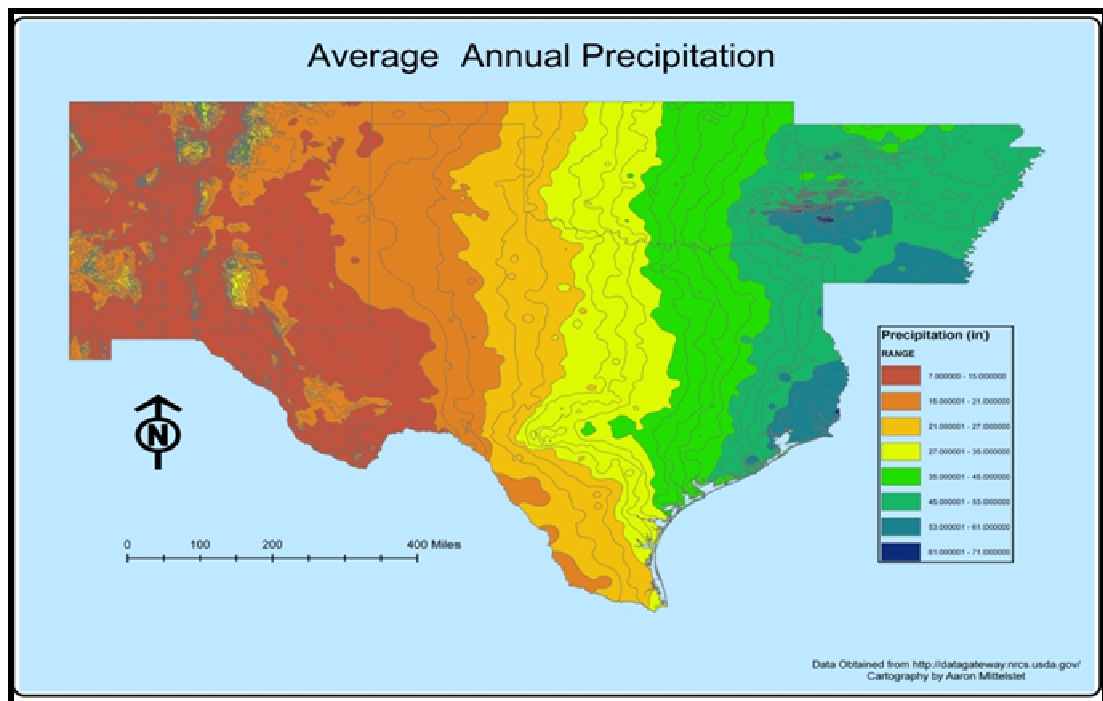 Average Annual Precipitation
Precipitation (in)
RANGE
7.000000 - 15.000000
15.000001 - 21.000000
21.000001 - 27.000000
27.000001 - 35.000000
35.000001 - 45.000000
45.000001 - 53.000000
53.000001 - 61.000000
61.000001 - 71.000000
N
0 100 200 400 Miles
Data Obtained from http://datagateway.nrcs.usda.gov/
Cartography by Aaron Mittelstet